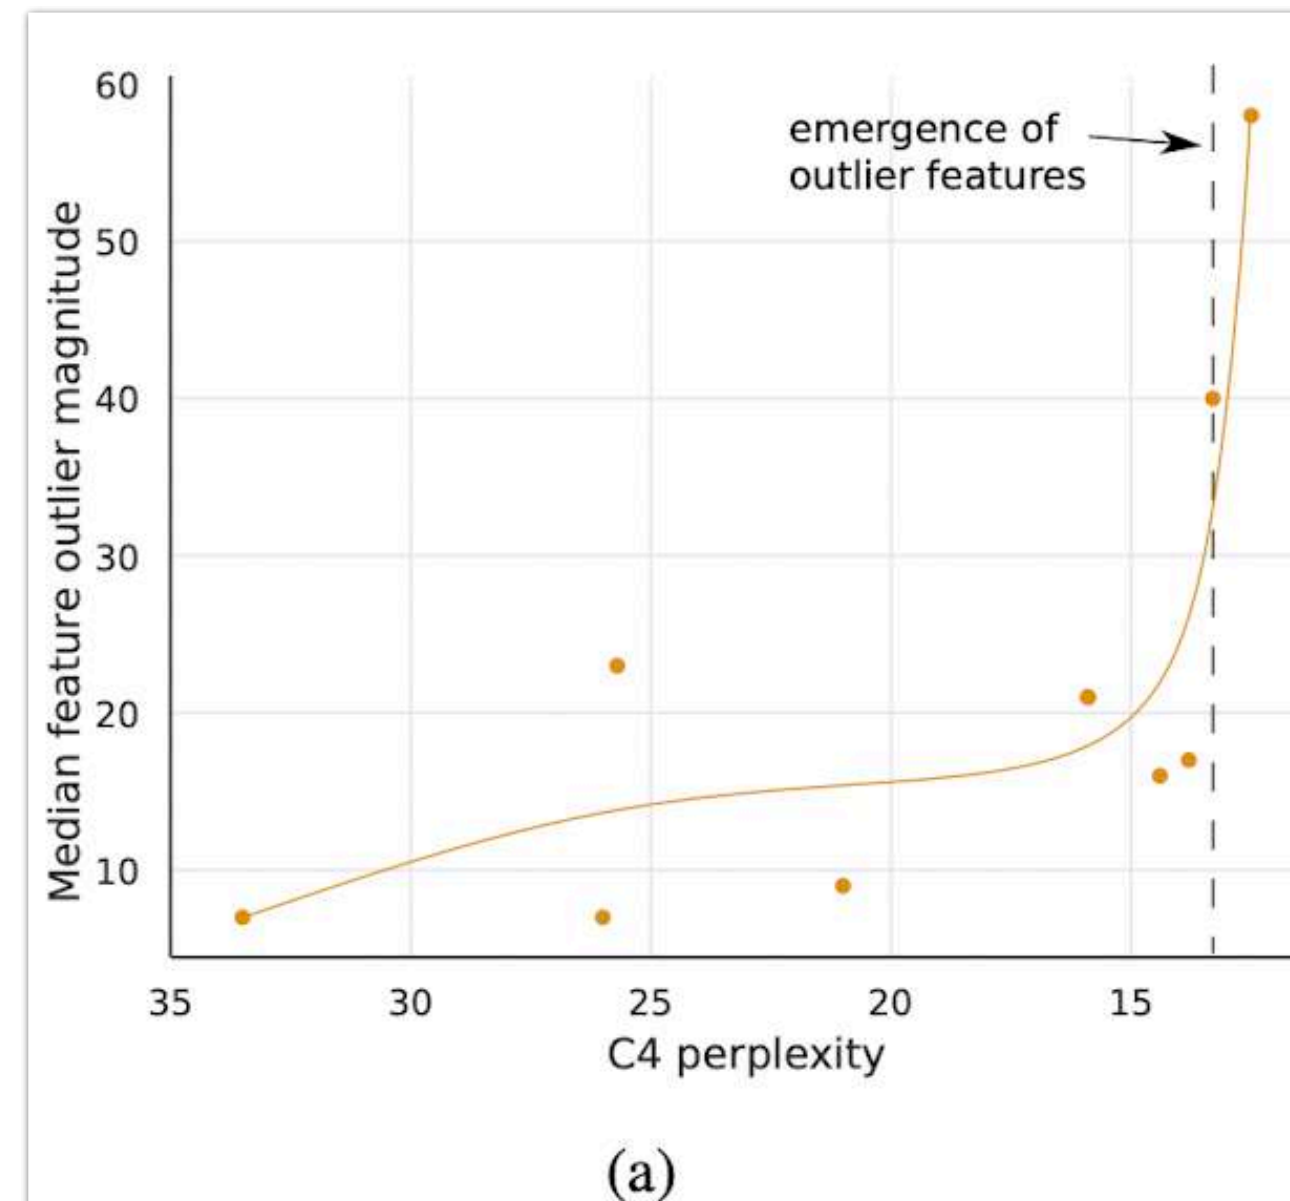 60
emergence of
outlier features
50
40
30
20
10
Median feature outlier magnitude
35 30 25 20 15
C4 perplexity
(a)